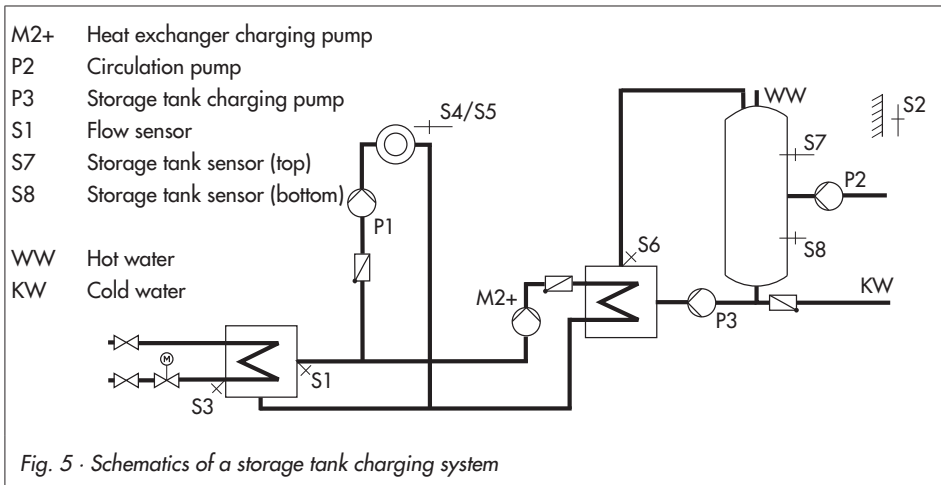 M2+ Heat exchanger charging pump
P2 Circulation pump
P3 Storage tank charging pump
S1 Flow sensor
S7 Storage tank sensor (top)
S8 Storage tank sensor (bottom)
WW Hot water
KW Cold water
S4/S5
P1
WW
S2
S7
P2
S8
S6
KW
M2+
P3
M
S1
S3
Fig. 5 · Schematics of a storage tank charging system